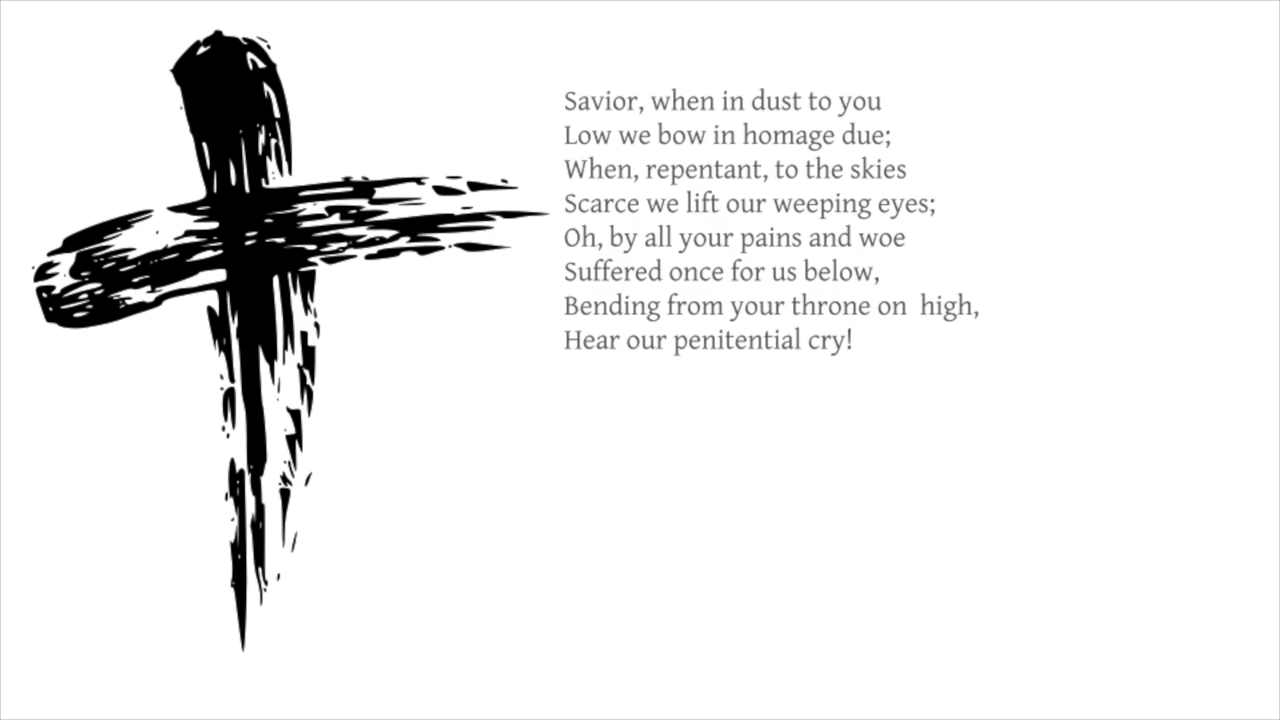 Savior, when in dust to you
Low we bow in homage due;
When, repentant, to the skies
Scarce we lift our weeping eyes;
Oh, by all your pains and woe
Suffered once for us below,
Bending from your throne on  high,
Hear our penitential cry!